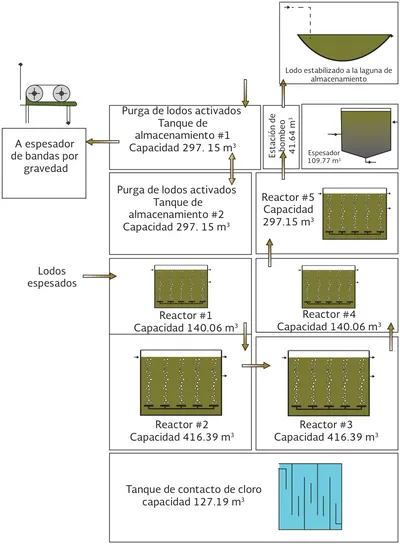 Lodo estabilizado a la laguna de
almacenamiento
Purga de lodos activados
Tanque de
almacenamiento #1
Capacidad 297. 15 m³
Estación de
bombeo
41.64 m³
Espesador
109.77 m³
A espesador
de bandas por
gravedad
Purga de lodos activados
Tanque de
almacenamiento #2
Capacidad 297. 15 m³
Reactor #5
Capacidad
297.15 m³
Lodos
espesados
Reactor #1
Capacidad 140.06 m³
Reactor #4
Capacidad 140.06 m³
Reactor #2
Capacidad 416.39 m³
Reactor #3
Capacidad 416.39 m³
Tanque de contacto de cloro
capacidad 127.19 m³